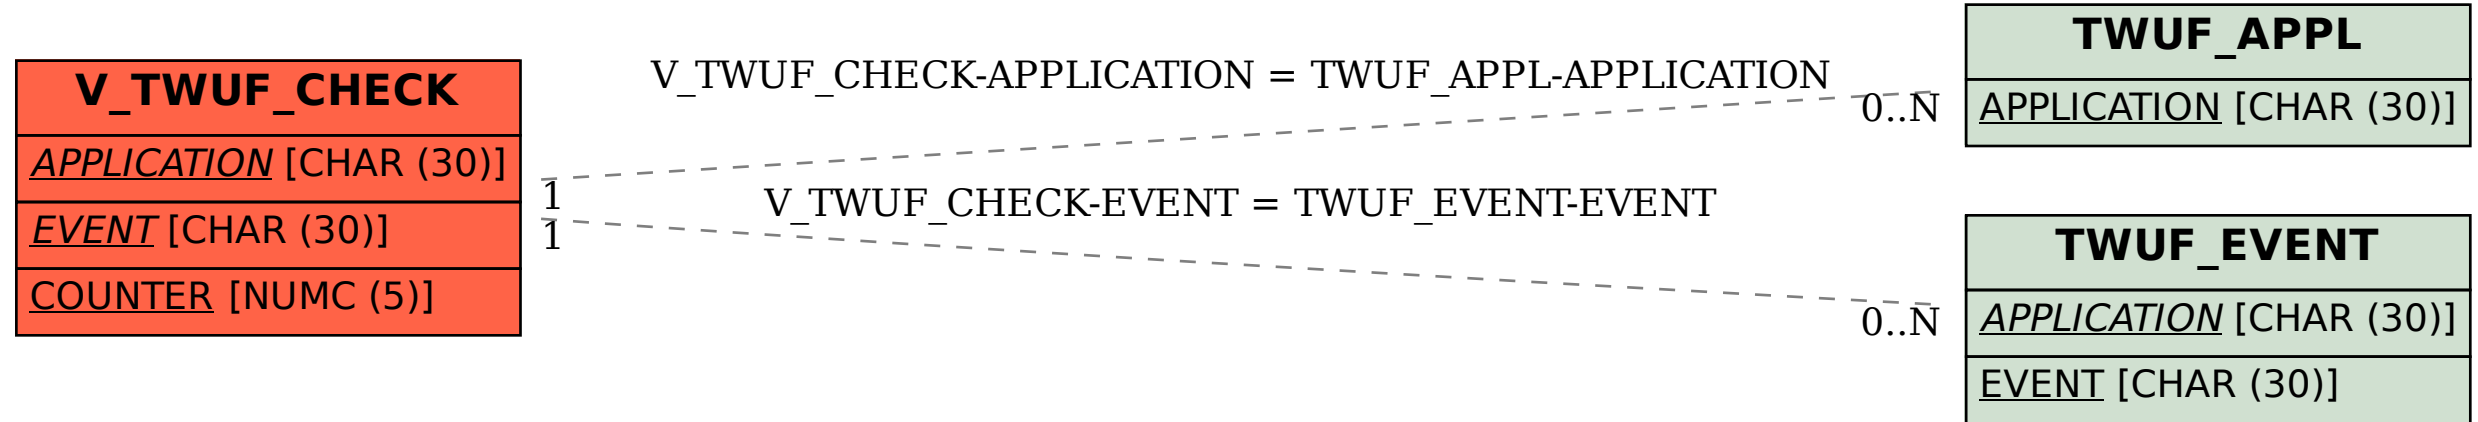 V_TWUF_CHECK
APPLICATION [CHAR (30)]
EVENT [CHAR (30)]
COUNTER [NUMC (5)]
V_TWUF_CHECK-APPLICATION = TWUF_APPL-APPLICATION
1
0..N
V_TWUF_CHECK-EVENT = TWUF_EVENT-EVENT
1
0..N
TWUF_APPL
APPLICATION [CHAR (30)]
TWUF_EVENT
APPLICATION [CHAR (30)]
EVENT [CHAR (30)]